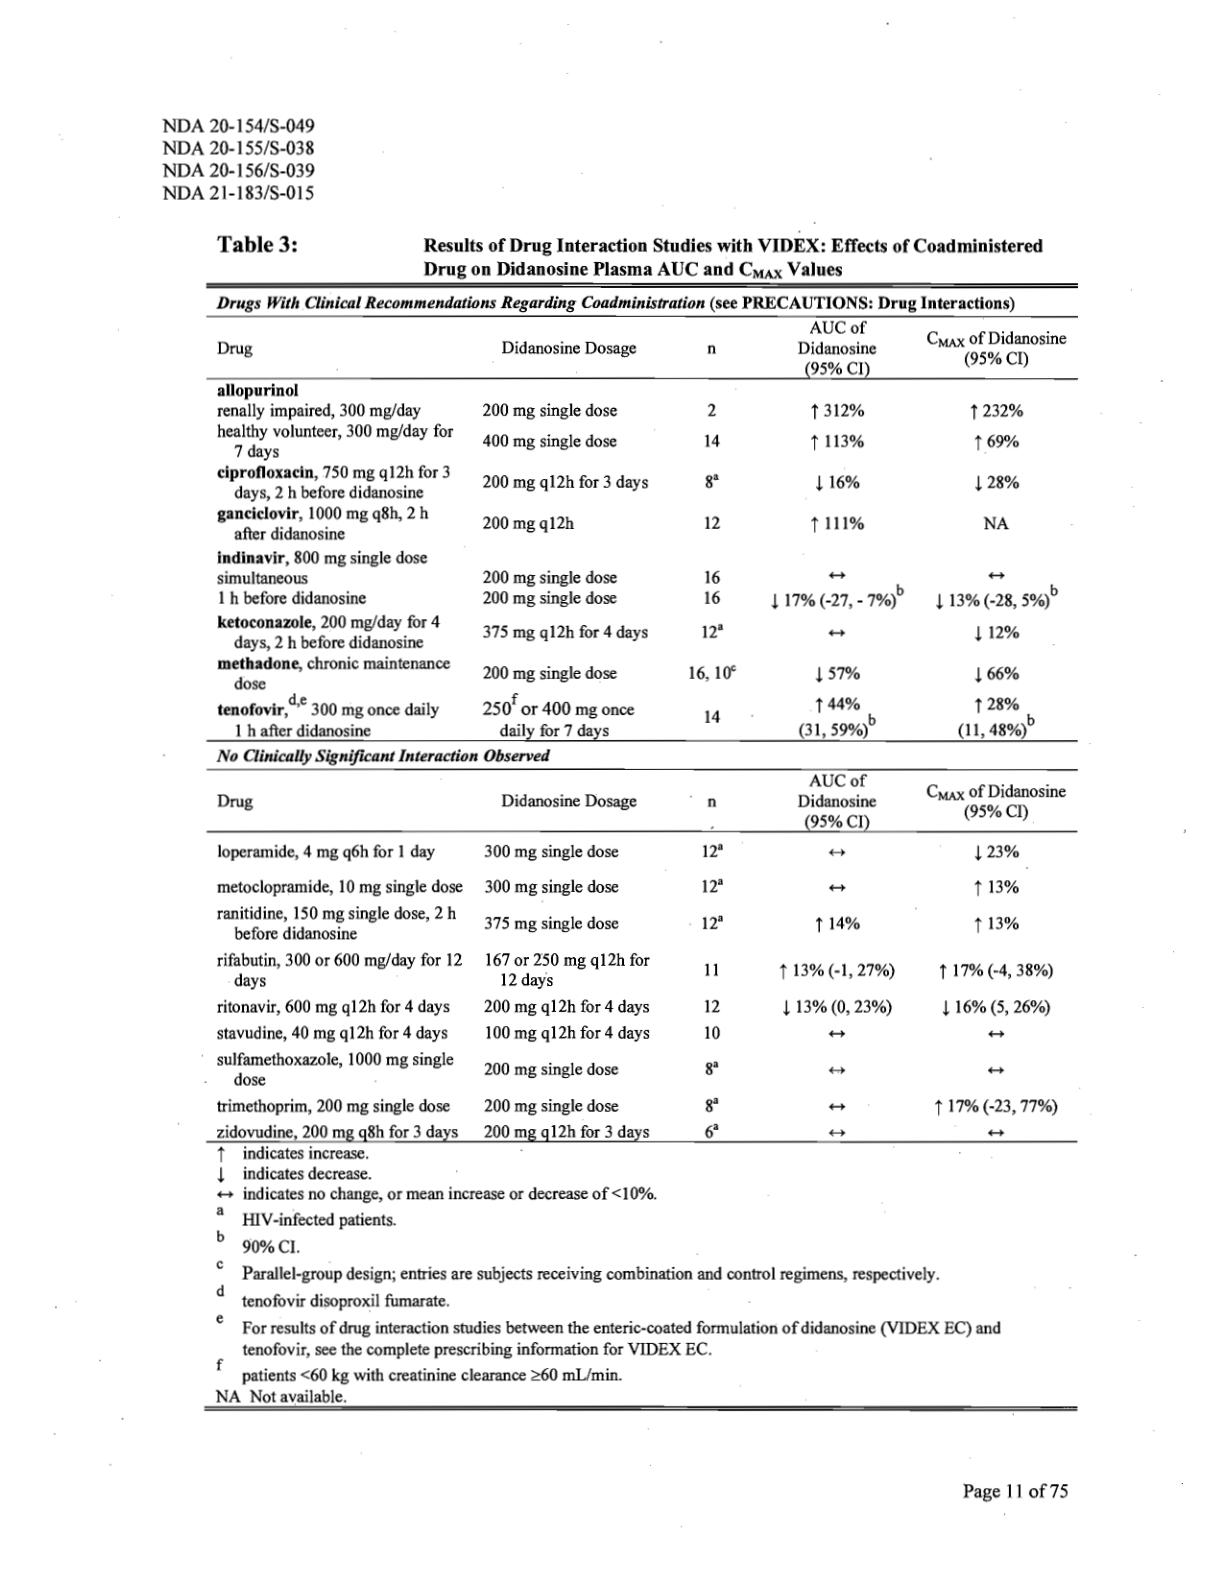 NDA 20-154/S-049
NDA 20-155/S-038
NDA 20-156/S-039
NDA 21-183/S-015
Table 3: Results of Drug Interaction Studies with VIDEX: Effects of Coadministered
Drug on Didanosine Plasma AUC and CMAX Values
Drugs With Clinical Recommendations Regarding Coadministration (see PRECAUTIONS: Drug Interactions)
Drug Didanosine Dosage n AUC of Didanosine (95% CI) CMAX of Didanosine (95% CI)
allopurinol
renally impaired, 300 mg/day 200 mg single dose 2 ↑ 312% ↑ 232%
healthy volunteer, 300 mg/day for
7 days 400 mg single dose 14 ↑ 113% ↑ 69%
ciprofloxacin, 750 mg q12h for 3
days, 2 h before didanosine 200 mg q12h for 3 days 8a ↓ 16% ↓ 28%
ganciclovir, 1000 mg q8h, 2 h
after didanosine 200 mg q12h 12 ↑ 111% NA
indinavir, 800 mg single dose
simultaneous 200 mg single dose 16 ↔ ↔
1 h before didanosine 200 mg single dose 16 ↓ 17% (-27, - 7%)b ↓ 13% (-28, 5%)b
ketoconazole, 200 mg/day for 4
days, 2 h before didanosine 375 mg q12h for 4 days 12a ↔ ↓ 12%
methadone, chronic maintenance
dose 200 mg single dose 16, 10c ↓ 57% ↓ 66%
tenofovir,d,e 300 mg once daily 250f or 400 mg once 14 ↑ 44% ↑ 28%
1 h after didanosine daily for 7 days (31, 59%)b (11, 48%)b
No Clinically Significant Interaction Observed
Drug Didanosine Dosage n AUC of Didanosine (95% CI) CMAX of Didanosine (95% CI)
loperamide, 4 mg q6h for 1 day 300 mg single dose 12a ↔ ↓ 23%
metoclopramide, 10 mg single dose 300 mg single dose 12a ↔ ↑ 13%
ranitidine, 150 mg single dose, 2 h
before didanosine 375 mg single dose 12a ↑ 14% ↑ 13%
rifabutin, 300 or 600 mg/day for 12 167 or 250 mg q12h for
days 12 days 11 ↑ 13% (-1, 27%) ↑ 17% (-4, 38%)
ritonavir, 600 mg q12h for 4 days 200 mg q12h for 4 days 12 ↓ 13% (0, 23%) ↓ 16% (5, 26%)
stavudine, 40 mg q12h for 4 days 100 mg q12h for 4 days 10 ↔ ↔
sulfamethoxazole, 1000 mg single
dose 200 mg single dose 8a ↔ ↔
trimethoprim, 200 mg single dose 200 mg single dose 8a ↔ ↑ 17% (-23, 77%)
zidovudine, 200 mg q8h for 3 days 200 mg q12h for 3 days 6a ↔ ↔
↑ indicates increase.
↓ indicates decrease.
↔ indicates no change, or mean increase or decrease of <10%.
a HIV-infected patients.
b 90% CI.
c Parallel-group design; entries are subjects receiving combination and control regimens, respectively.
d tenofovir disoproxil fumarate.
e For results of drug interaction studies between the enteric-coated formulation of didanosine (VIDEX EC) and
tenofovir, see the complete prescribing information for VIDEX EC.
f patients <60 kg with creatinine clearance ≥60 mL/min.
NA Not available.
Page 11 of 75